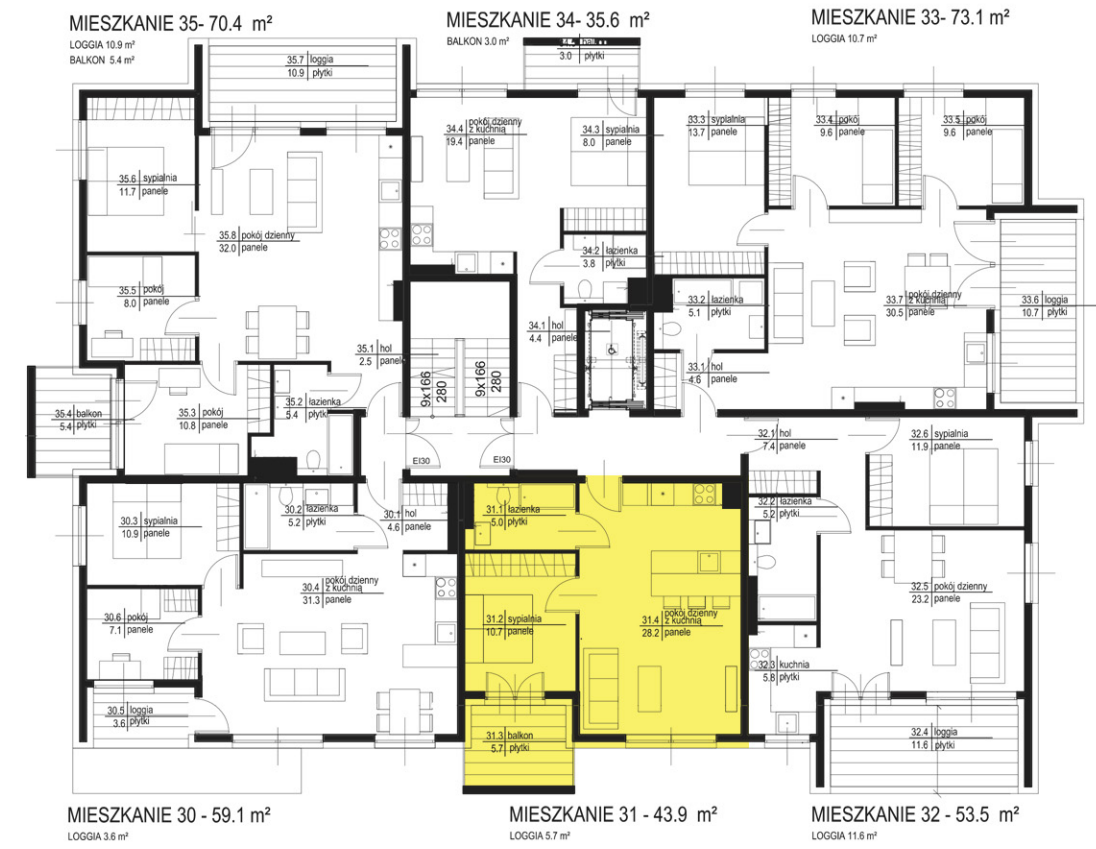 MIESZKANIE 35- 70.4 m²
LOGGIA 10.9 m²
BALKON 5.4 m²
MIESZKANIE 34- 35.6 m²
BALKON 3.0 m²
MIESZKANIE 33- 73.1 m²
LOGGIA 10.7 m²
35.7 loggia
10.9 płytki
3.0 płytki
35.6 sypialnia
11.7 panele
35.8 pokój dzienny
32.0 panele
35.5 pokój
8.0 panele
35.1 hol
2.5 panele
35.4 balkon
5.4 płytki
35.3 pokój
10.8 panele
35.2 łazienka
5.4 płytki
pokój dzienny
34.4 z kuchnią
19.4 panele
34.3 sypialnia
8.0 panele
34.2 łazienka
3.8 płytki
34.1 hol
4.4 panele
33.3 sypialnia
13.7 panele
33.4 pokój
9.6 panele
33.5 pokój
9.6 panele
33.2 łazienka
5.1 płytki
33.1 hol
4.6 panele
pokój dzienny
33.7 z kuchnią
30.5 panele
33.6 loggia
10.7 płytki
9x166
280
9x166
280
EI30
EI30
30.3 sypialnia
10.9 panele
30.2 łazienka
5.2 płytki
30.1 hol
4.6 panele
pokój dzienny
30.4 z kuchnią
31.3 panele
30.6 pokój
7.1 panele
30.5 loggia
3.6 płytki
31.1 łazienka
5.0 płytki
31.2 sypialnia
10.7 panele
pokój dzienny
31.4 z kuchnią
28.2 panele
31.3 balkon
5.7 płytki
32.1 hol
7.4 panele
32.6 sypialnia
11.9 panele
32.2 łazienka
5.2 płytki
32.5 pokój dzienny
23.2 panele
32.3 kuchnia
5.8 płytki
32.4 loggia
11.6 płytki
MIESZKANIE 30 - 59.1 m²
LOGGIA 3.6 m²
MIESZKANIE 31 - 43.9 m²
LOGGIA 5.7 m²
MIESZKANIE 32 - 53.5 m²
LOGGIA 11.6 m²